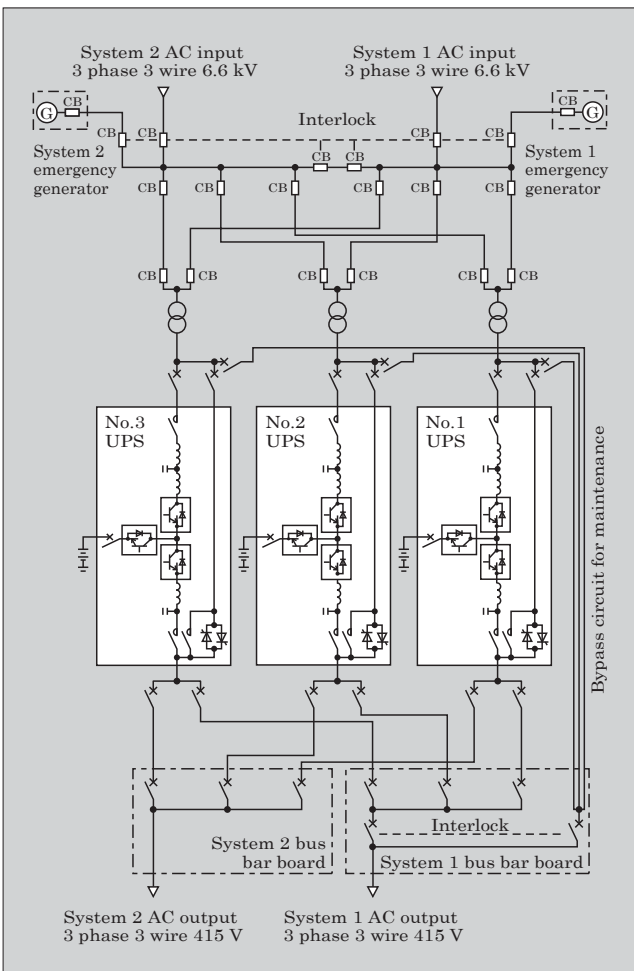 System 2 AC input
3 phase 3 wire 6.6 kV
System 1 AC input
3 phase 3 wire 6.6 kV
G
CB
CB
G
CB
CB
Interlock
CB
CB
CB
CB
System 2
emergency
generator
System 1
emergency
generator
CB
CB
CB
CB
CB
CB
CB
CB
CB
CB
CB
CB
No.3
UPS
No.2
UPS
No.1
UPS
Bypass circuit for maintenance
Interlock
System 2 bus
bar board
System 1 bus bar board
System 2 AC output
3 phase 3 wire 415 V
System 1 AC output
3 phase 3 wire 415 V